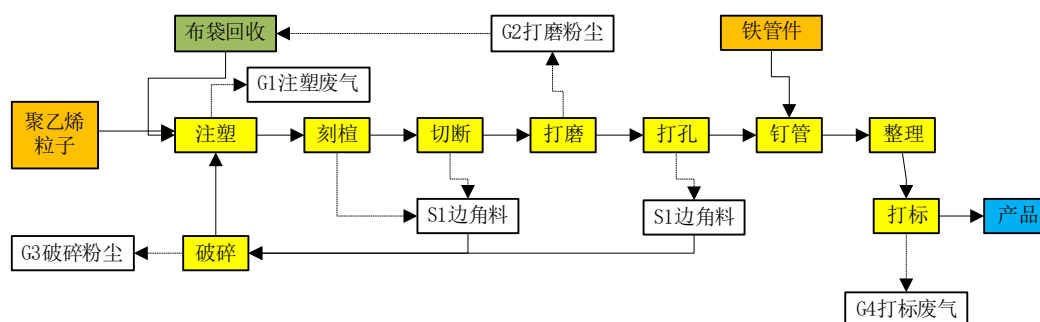 布袋回收
G2打磨粉尘
铁管件
G1注塑废气
聚乙烯
粒子
注塑
刻楦
切断
打磨
打孔
钉管
整理
S1边角料
S1边角料
打标
产品
G3破碎粉尘
破碎
G4打标废气